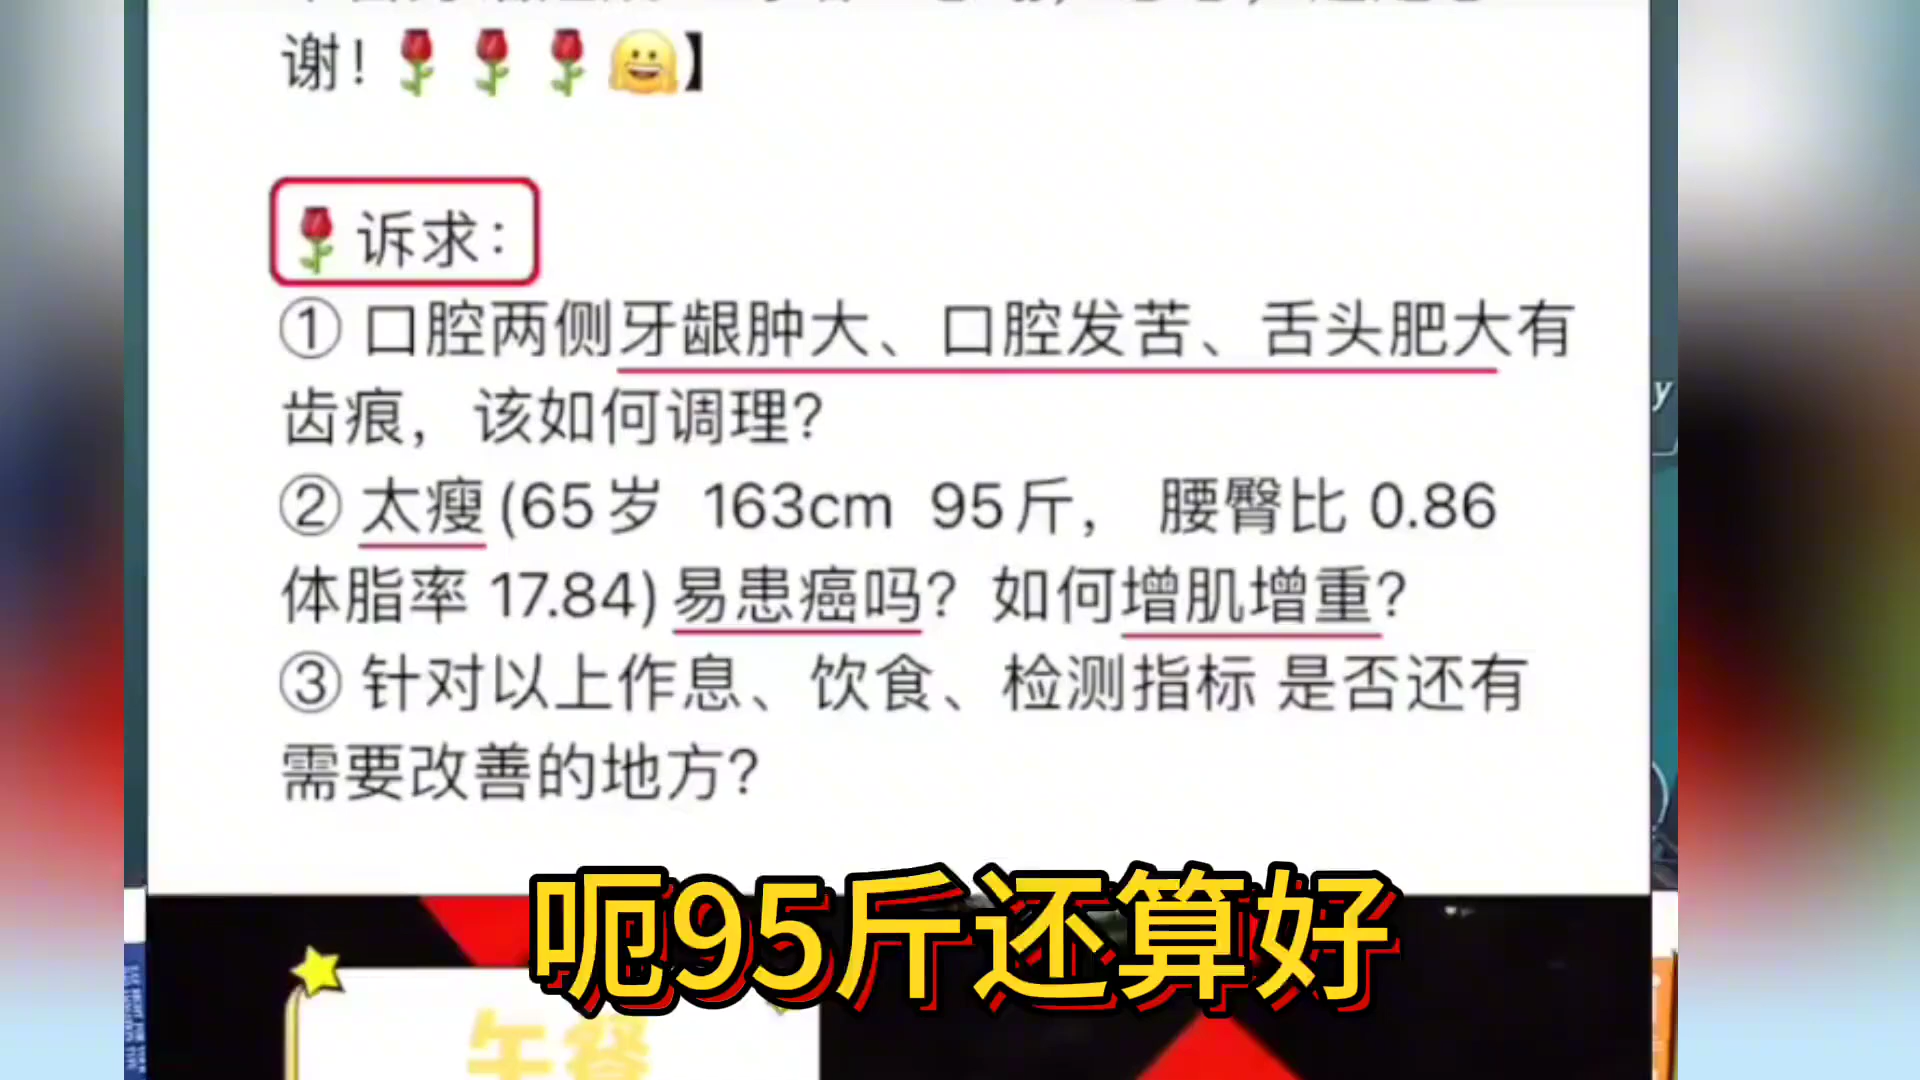 谢！🌹🌹🌹🤗】
🌹诉求：
① 口腔两侧牙龈肿大、口腔发苦、舌头肥大有
齿痕，该如何调理？
② 太瘦(65岁 163cm 95斤， 腰臀比 0.86
体脂率 17.84)易患癌吗？如何增肌增重？
③ 针对以上作息、饮食、检测指标 是否还有
需要改善的地方？
呃95斤还算好
午餐
y